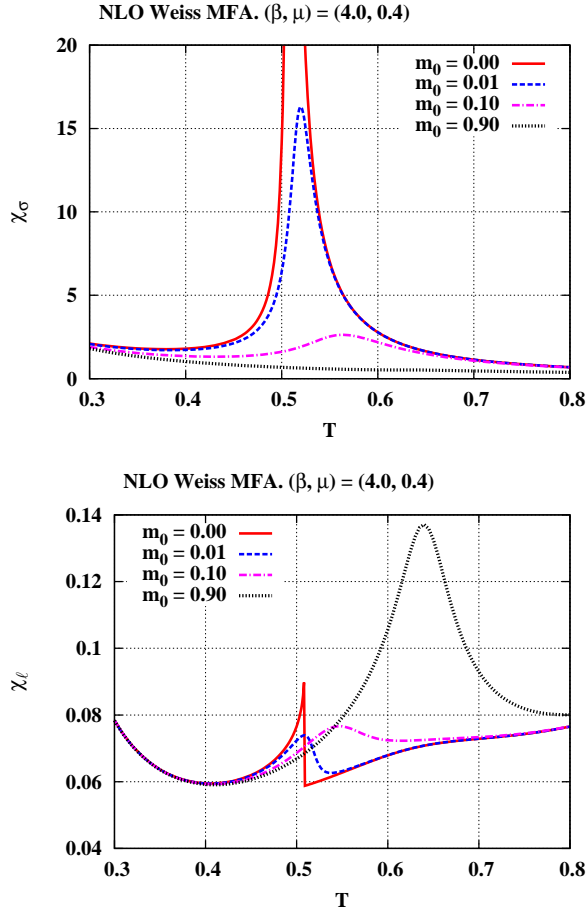 NLO Weiss MFA. (β, μ) = (4.0, 0.4)
20
15
10
5
0
χσ
m0 = 0.00
m0 = 0.01
m0 = 0.10
m0 = 0.90
0.3 0.4 0.5 0.6 0.7 0.8
T
NLO Weiss MFA. (β, μ) = (4.0, 0.4)
0.14
0.12
0.1
0.08
0.06
0.04
χℓ
m0 = 0.00
m0 = 0.01
m0 = 0.10
m0 = 0.90
0.3 0.4 0.5 0.6 0.7 0.8
T